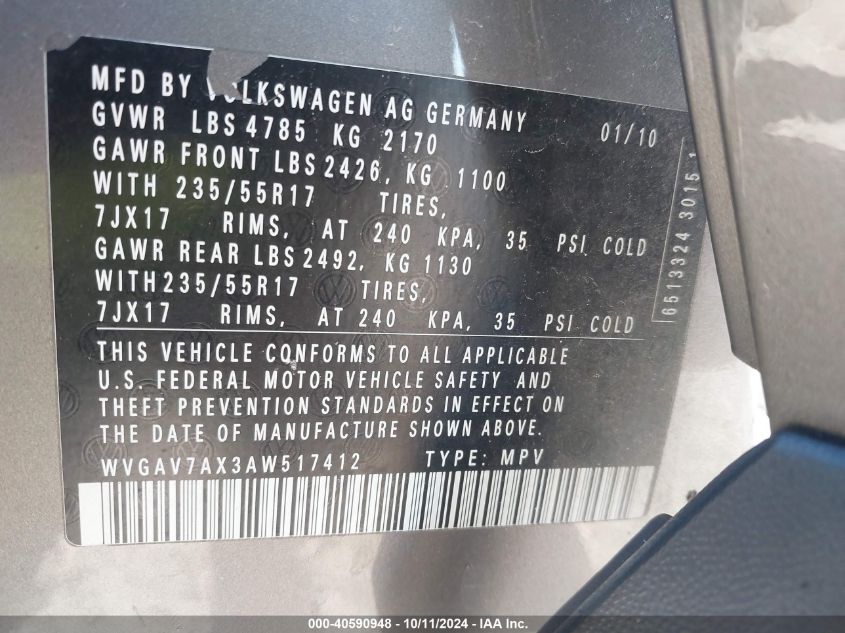 MFD BY VOLKSWAGEN AG GERMANY 01/10
GVWR LBS 4785 KG 2170
GAWR FRONT LBS 2426, KG 1100
WITH 235/55R17 TIRES,
7JX17 RIMS, AT 240 KPA, 35 PSI COLD
GAWR REAR LBS 2492, KG 1130
WITH 235/55R17 TIRES,
7JX17 RIMS, AT 240 KPA, 35 PSI COLD
THIS VEHICLE CONFORMS TO ALL APPLICABLE
U.S. FEDERAL MOTOR VEHICLE SAFETY AND
THEFT PREVENTION STANDARDS IN EFFECT ON
THE DATE OF MANUFACTURE SHOWN ABOVE.
WVGAV7AX3AW517412 TYPE: MPV
6513324 3015
000-40590948 - 10/11/2024 - IAA Inc.